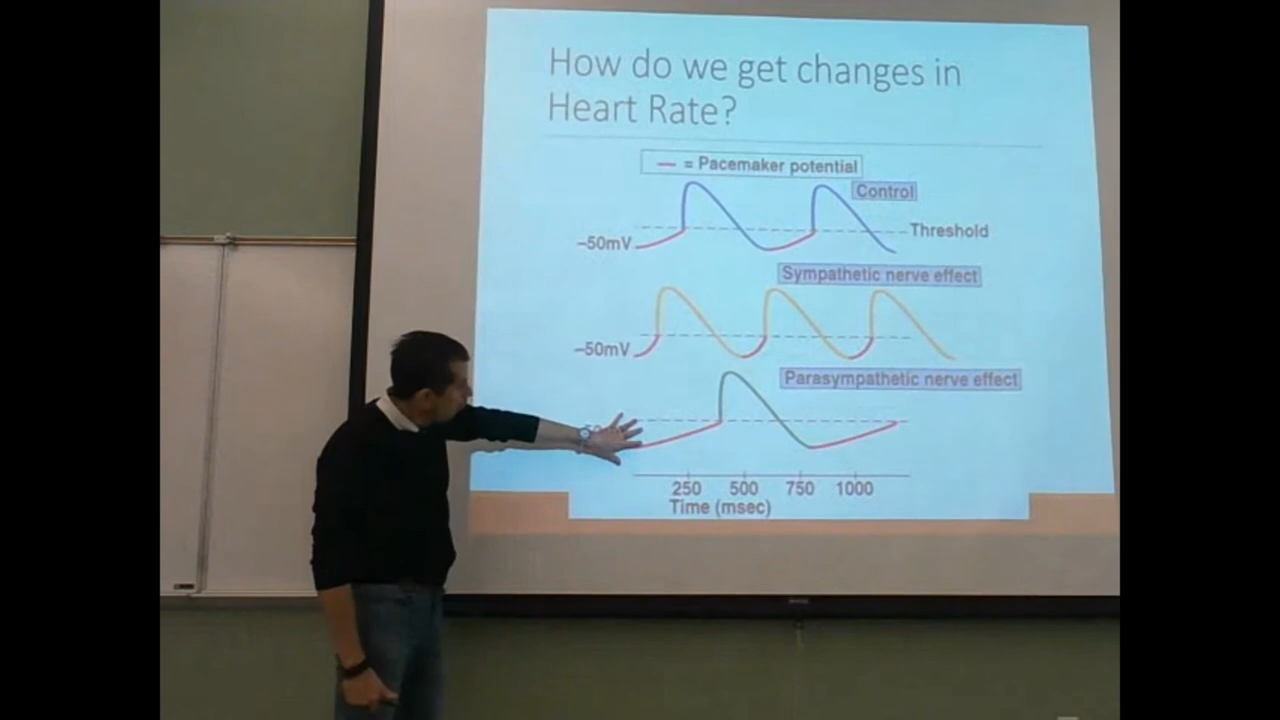 How do we get changes in
Heart Rate?
= Pacemaker potential
Control
Threshold
–50mV
Sympathetic nerve effect
–50mV
Parasympathetic nerve effect
250 500 750 1000
Time (msec)